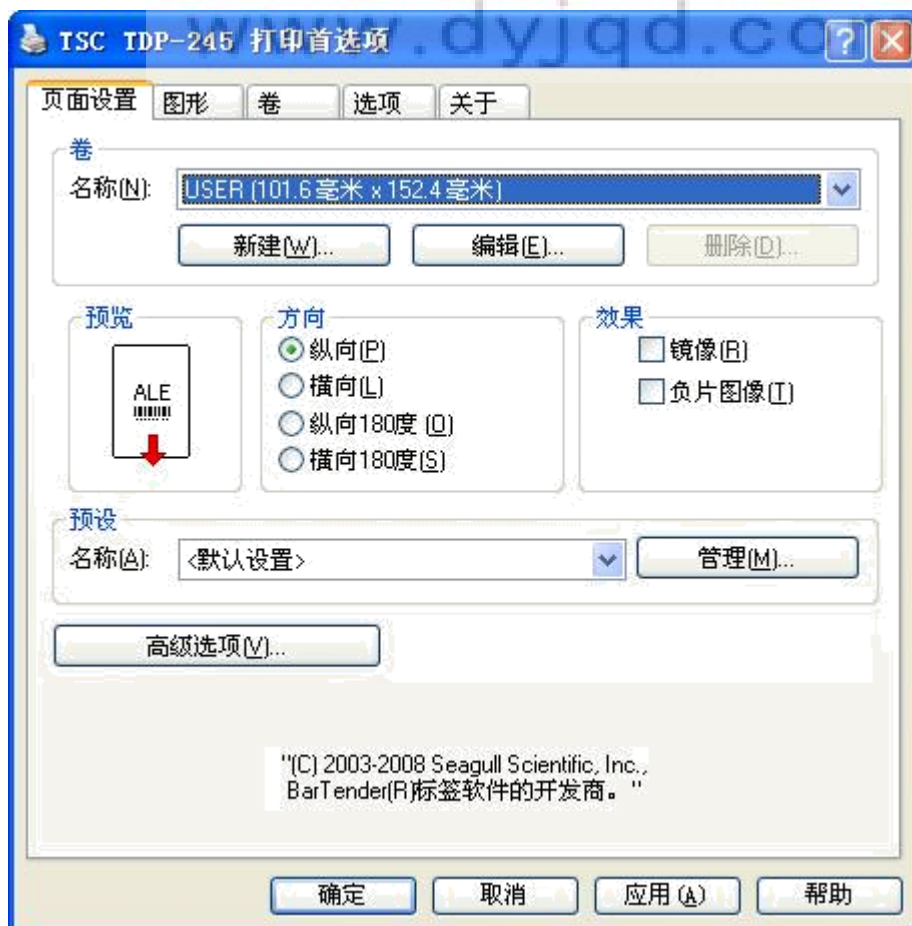 www.dyjqd.com
TSC TDP-245 打印首选项
页面设置 图形 卷 选项 关于
卷
名称(N): USER (101.6 毫米 x 152.4 毫米)
新建(W)... 编辑(E)... 删除(D)...
预览 方向 效果
ALE
纵向(P)
横向(L)
纵向180度 (O)
横向180度(S)
镜像(R)
负片图像(T)
预设
名称(A): <默认设置> 管理(M)...
高级选项(V)...
"(C) 2003-2008 Seagull Scientific, Inc.,
BarTender(R)标签软件的开发商。"
确定 取消 应用(A) 帮助